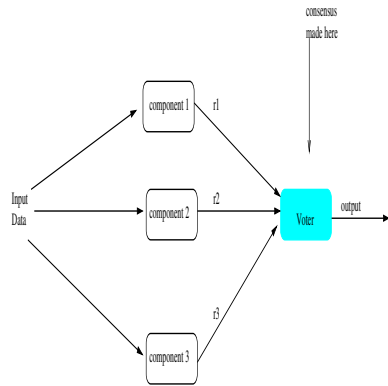 consensus
made here
component 1
r1
Input
Data
component 2
r2
Voter
output
r3
component 3